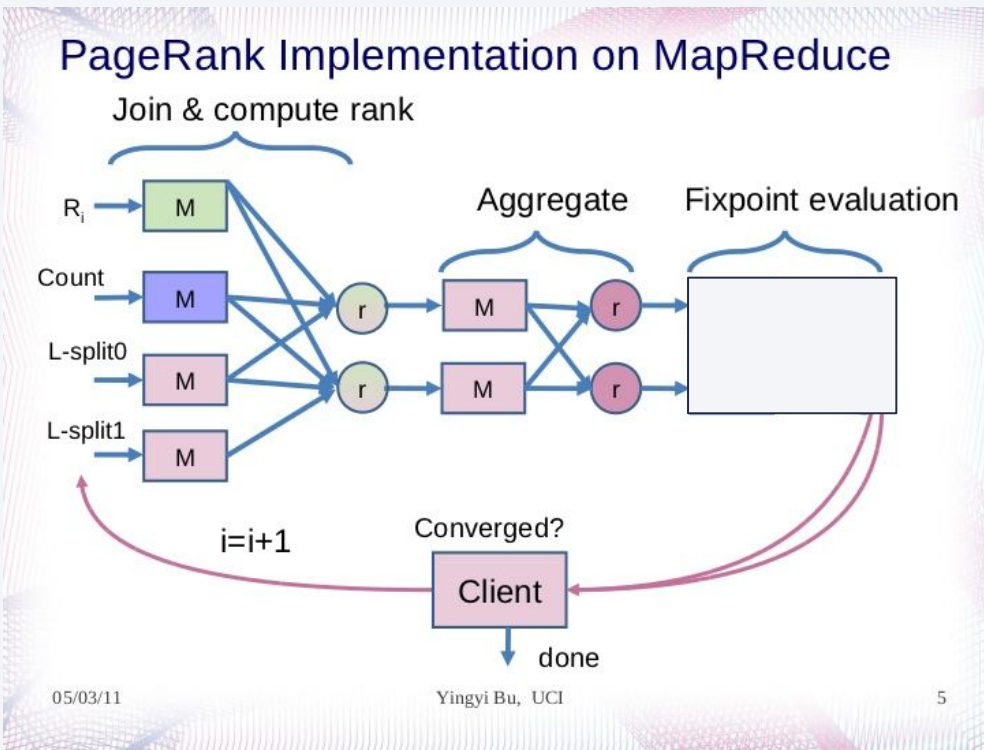 PageRank Implementation on MapReduce
Join & compute rank
Aggregate
Fixpoint evaluation
Ri
M
Count
M
L-split0
M
L-split1
M
r
r
M
M
r
r
i=i+1
Converged?
Client
done
05/03/11
Yingyi Bu, UCI
5